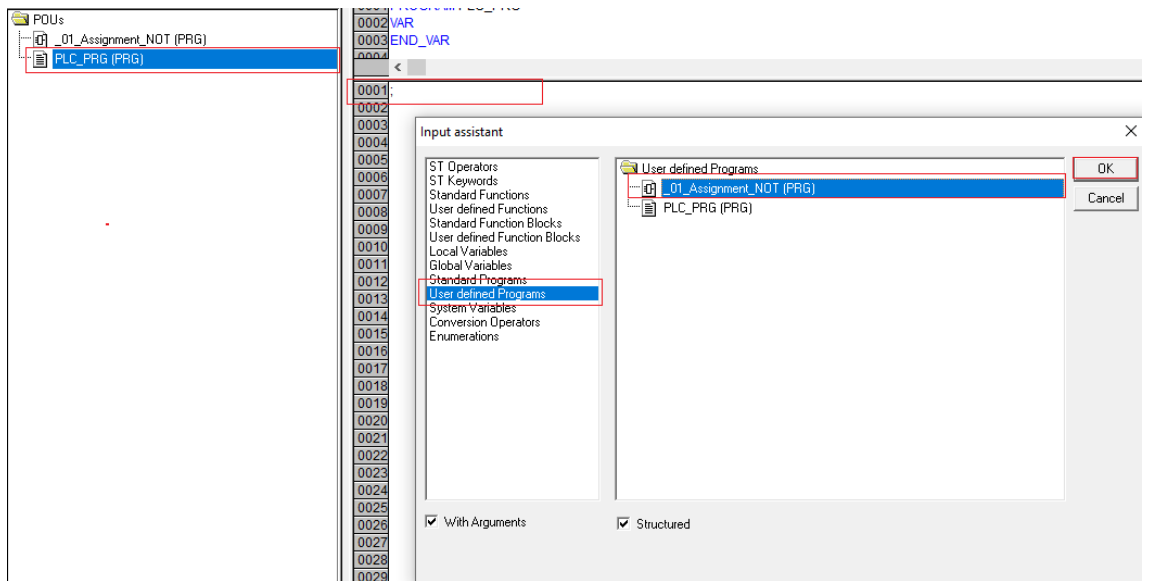 POUs
_01_Assignment_NOT (PRG)
PLC_PRG (PRG)
0002 VAR
0003 END_VAR
0004
<
0001 ;
0002
0003
0004
0005
0006
0007
0008
0009
0010
0011
0012
0013
0014
0015
0016
0017
0018
0019
0020
0021
0022
0023
0024
0025
0026
0027
0028
0029
Input assistant
ST Operators
ST Keywords
Standard Functions
User defined Functions
Standard Function Blocks
User defined Function Blocks
Local Variables
Global Variables
Standard Programs
User defined Programs
System Variables
Conversion Operators
Enumerations
User defined Programs
_01_Assignment_NOT (PRG)
PLC_PRG (PRG)
OK
Cancel
With Arguments
Structured